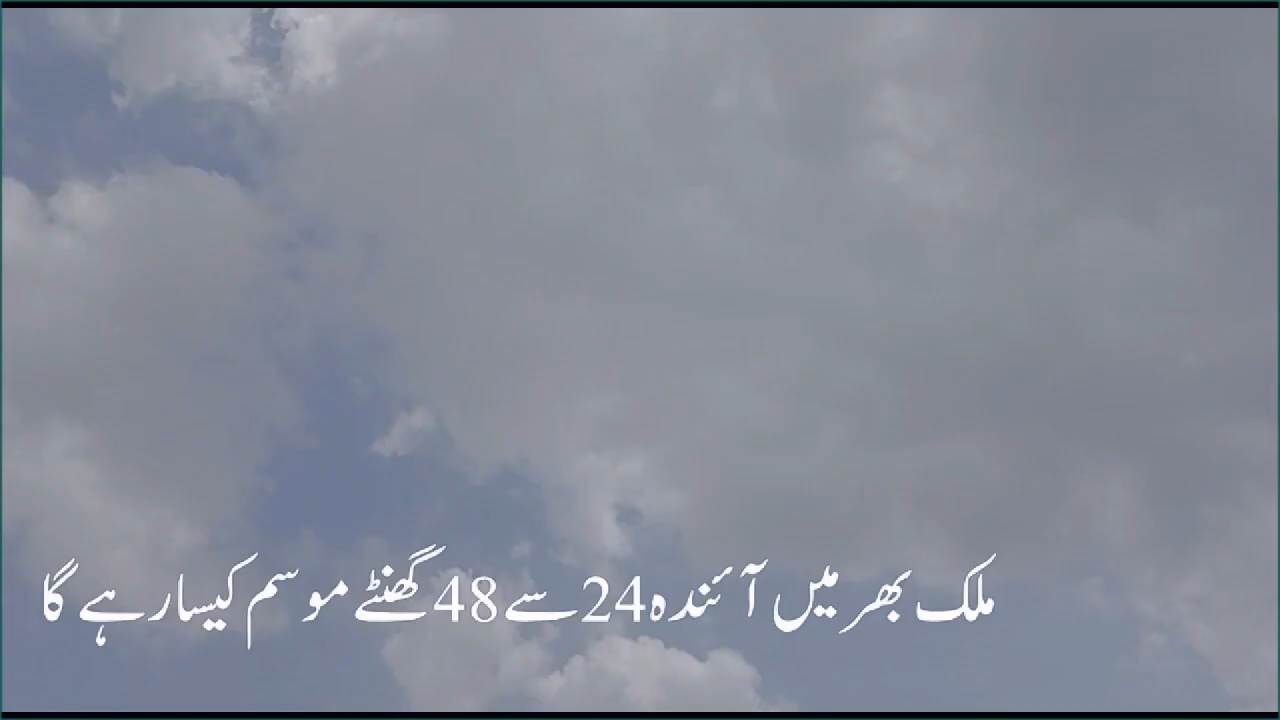 ملک بھر میں آئندہ 24 سے 48 گھنٹے موسم کیسا رہے گا